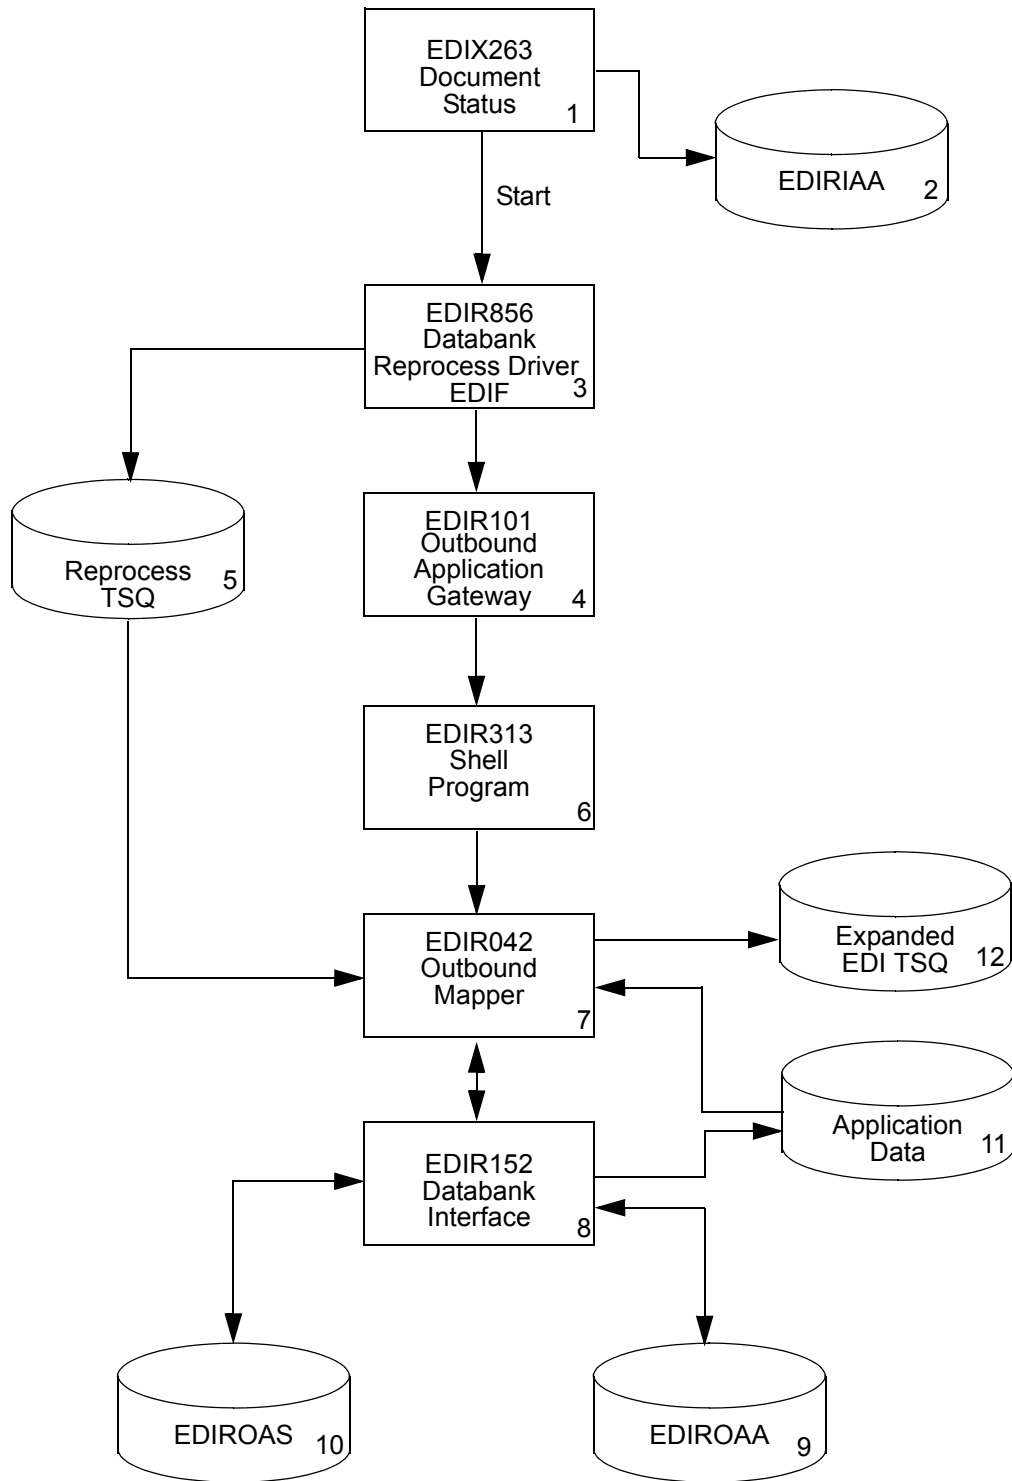 EDIX263
Document
Status
1
EDIRIAA
2
Start
EDIR856
Databank
Reprocess Driver
EDIF
3
EDIR101
Outbound
Application
Gateway
4
Reprocess
TSQ
5
EDIR313
Shell
Program
6
EDIR042
Outbound
Mapper
7
Expanded
EDI TSQ
12
Application
Data
11
EDIR152
Databank
Interface
8
EDIROAS
10
EDIROAA
9